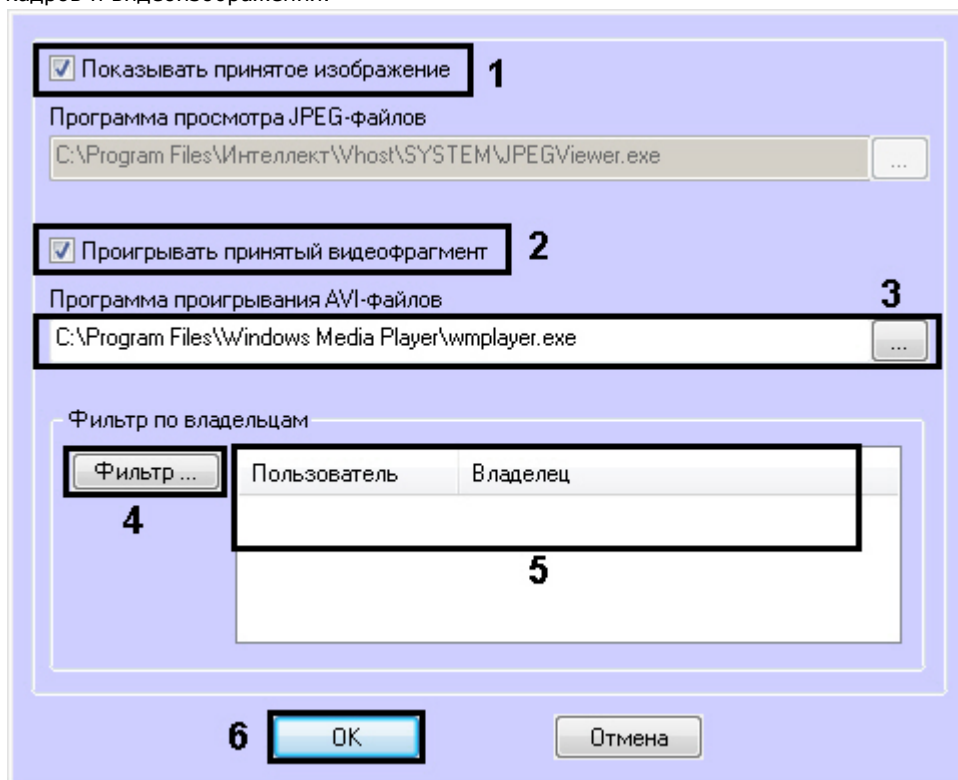 Показывать принятое изображение 1
Программа просмотра JPEG-файлов
C:\Program Files\Интеллект\Vhost\SYSTEM\JPEGViewer.exe ...
Проигрывать принятый видеофрагмент 2
Программа проигрывания AVI-файлов 3
C:\Program Files\Windows Media Player\wmplayer.exe ...
Фильтр по владельцам
Фильтр ... Пользователь Владелец
4
5
6 OK Отмена